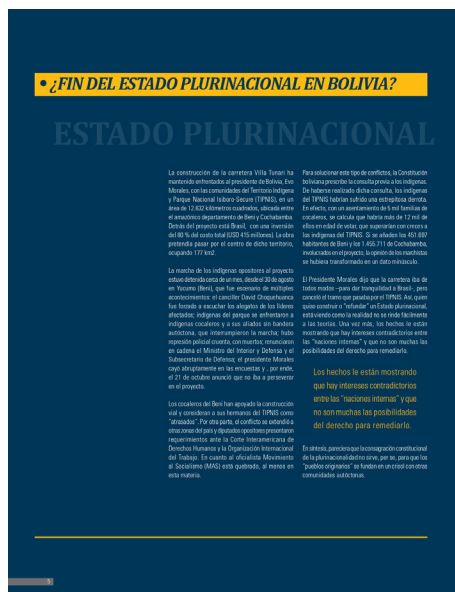 • ¿FIN DEL ESTADO PLURINACIONAL EN BOLIVIA?
ESTADO PLURINACIONAL
La construcción de la carretera Villa Tunari ha
mantenido enfrentados al presidente de Bolivia, Evo
Morales, con las comunidades del Territorio Indígena
y Parque Nacional Isiboro-Secure (TIPNIS), en un
área de 12.632 kilómetros cuadrados, ubicada entre
el amazónico departamento de Beni y Cochabamba.
Detrás del proyecto está Brasil, con una inversión
del 80 % del costo total (USD 415 millones). La obra
pretendía pasar por el centro de dicho territorio,
ocupando 177 km2.
La marcha de los indígenas opositores al proyecto
estuvo detenida cerca de un mes, desde el 30 de agosto
en Yucumo (Beni), que fue escenario de múltiples
acontecimientos: el canciller David Choquehuanca
fue forzado a escuchar los alegatos de los líderes
afectados; indígenas del parque se enfrentaron a
indígenas cocaleros y a sus aliados sin bandera
autóctona, que interrumpieron la marcha; hubo
represión policial cruenta, con muertos; renunciaron
en cadena el Ministro del Interior y Defensa y el
Subsecretario de Defensa; el presidente Morales
cayó abruptamente en las encuestas y , por ende,
el 21 de octubre anunció que no iba a perseverar
en el proyecto.
Los cocaleros del Beni han apoyado la construcción
vial y consideran a sus hermanos del TIPNIS como
"atrasados". Por otra parte, el conflicto se extendió a
otras zonas del país y diputados opositores presentaron
requerimientos ante la Corte Interamericana de
Derechos Humanos y la Organización Internacional
del Trabajo. En cuanto al oficialista Movimiento
al Socialismo (MAS) está quebrado, al menos en
esta materia.
Para solucionar este tipo de conflictos, la Constitución
boliviana prescribe la consulta previa a los indígenas.
De haberse realizado dicha consulta, los indígenas
del TIPNIS habrían sufrido una estrepitosa derrota.
En efecto, con un asentamiento de 5 mil familias de
cocaleros, se calcula que habría más de 12 mil de
ellos en edad de votar, que superarían con creces a
los indígenas del TIPNIS. Si se añaden los 451.697
habitantes de Beni y los 1.455.711 de Cochabamba,
involucrados en el proyecto, la opinión de los marchistas
se hubiera transformado en un dato minúsculo.
El Presidente Morales dijo que la carretera iba de
todos modos –para dar tranquilidad a Brasil-, pero
canceló el tramo que pasaba por el TIPNIS. Así, quien
quiso construir o "refundar" un Estado plurinacional,
está viendo como la realidad no se rinde fácilmente
a las teorías. Una vez más, los hechos le están
mostrando que hay intereses contradictorios entre
las "naciones internas" y que no son muchas las
posibilidades del derecho para remediarlo.
Los hechos le están mostrando
que hay intereses contradictorios
entre las "naciones internas" y que
no son muchas las posibilidades
del derecho para remediarlo.
En síntesis, pareciera que la consagración constitucional
de la plurinacionalidad no sirve, per se, para que los
"pueblos originarios" se fundan en un crisol con otras
comunidades autóctonas.